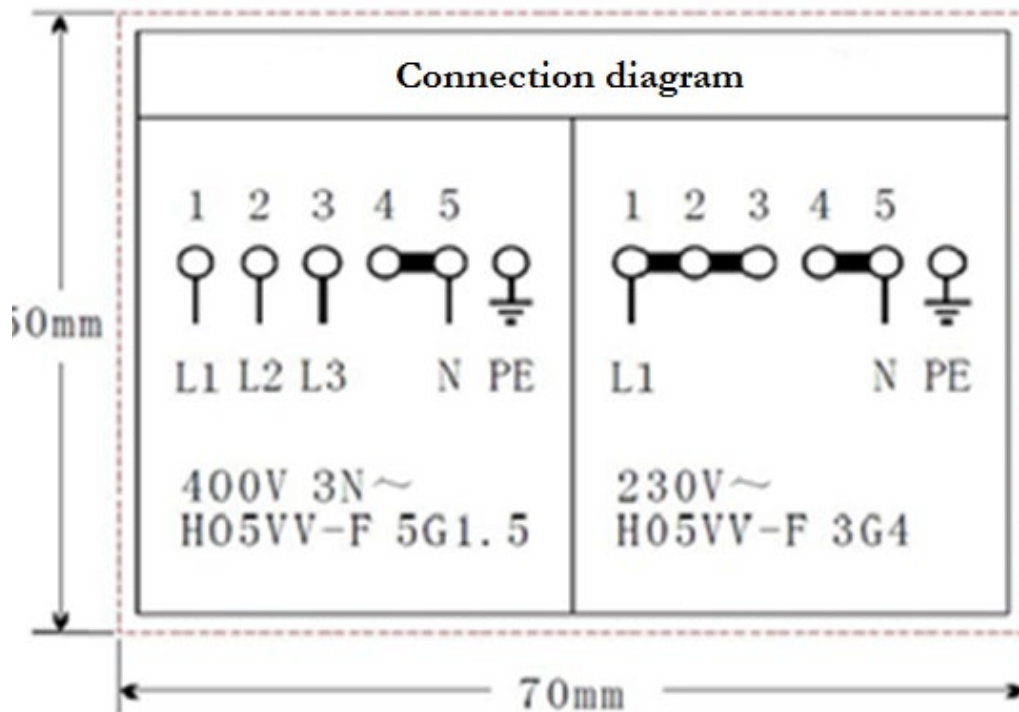 Connection diagram
1 2 3 4 5
L1 L2 L3 N PE
400V 3N～
H05VV-F 5G1.5
1 2 3 4 5
L1 N PE
230V～
H05VV-F 3G4
50mm
70mm